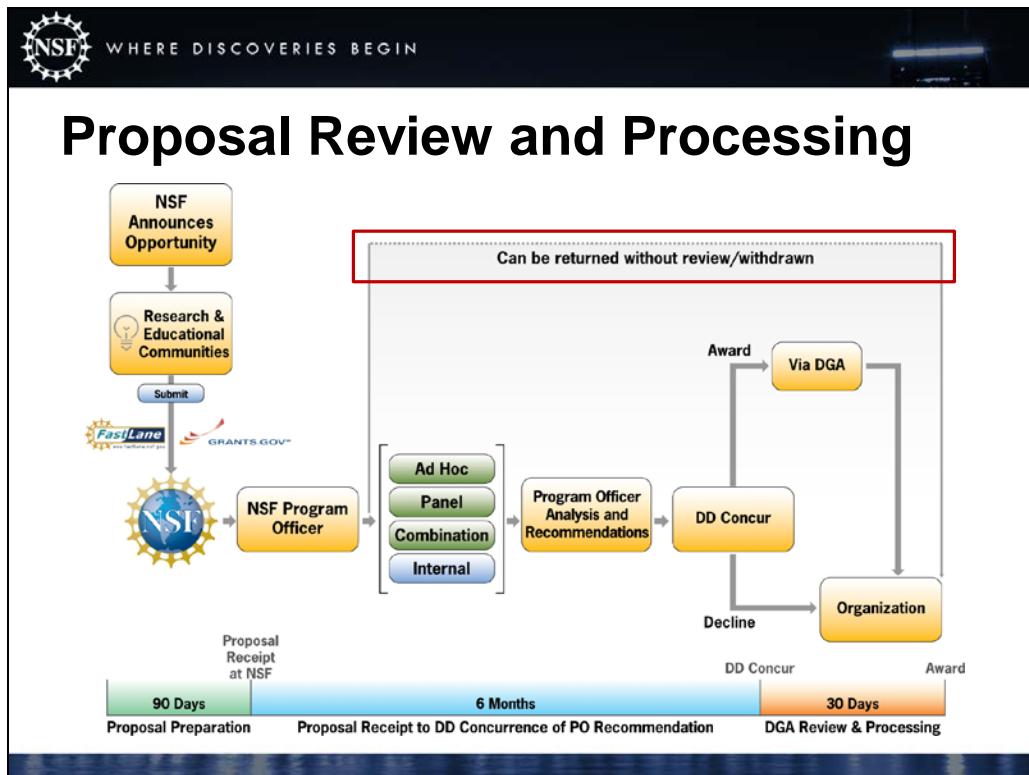 NSF
WHERE DISCOVERIES BEGIN
Proposal Review and Processing
NSF
Announces
Opportunity
Can be returned without review/withdrawn
Research &
Educational
Communities
Submit
FastLane
GRANTS.GOV
NSF
NSF Program
Officer
Ad Hoc
Panel
Combination
Internal
Program Officer
Analysis and
Recommendations
DD Concur
Award
Via DGA
Decline
Organization
Proposal
Receipt
at NSF
DD Concur
Award
90 Days
6 Months
30 Days
Proposal Preparation
Proposal Receipt to DD Concurrence of PO Recommendation
DGA Review & Processing